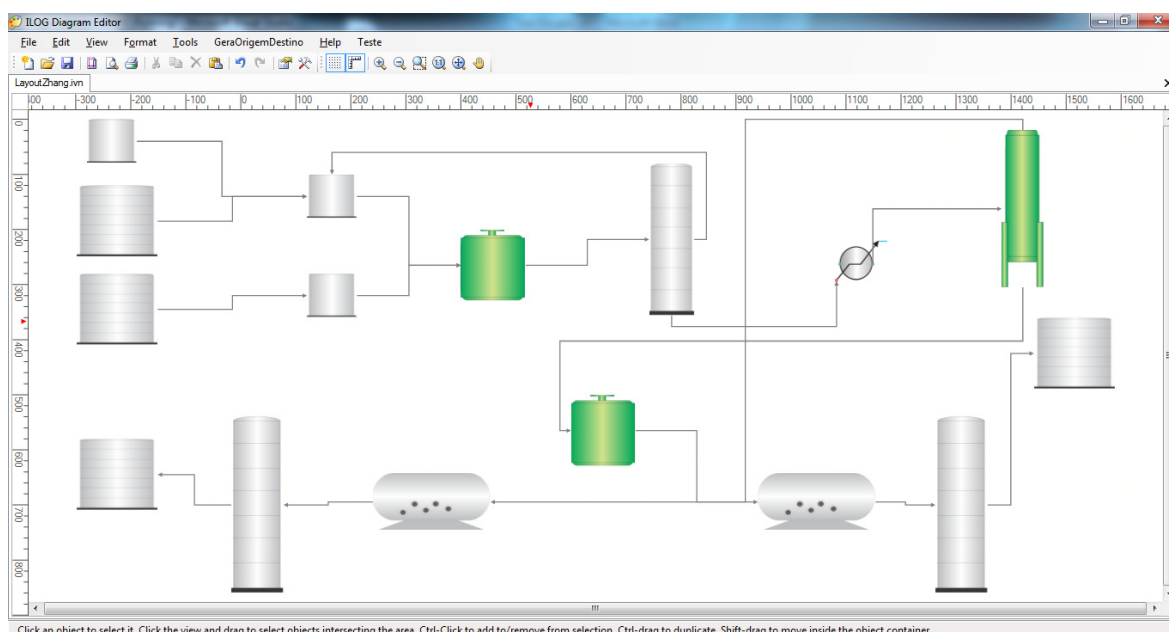 ILOG Diagram Editor
File Edit View Format Tools GeraOrigemDestino Help Teste
LayoutZhang.ivn
-300 -200 -100 0 100 200 300 400 500 600 700 800 900 1000 1100 1200 1300 1400 1500 1600
0
100
200
300
400
500
600
700
800
Click an object to select it. Click the view and drag to select objects intersecting the area. Ctrl-Click to add to/remove from selection. Ctrl-drag to duplicate. Shift-drag to move inside the object container.